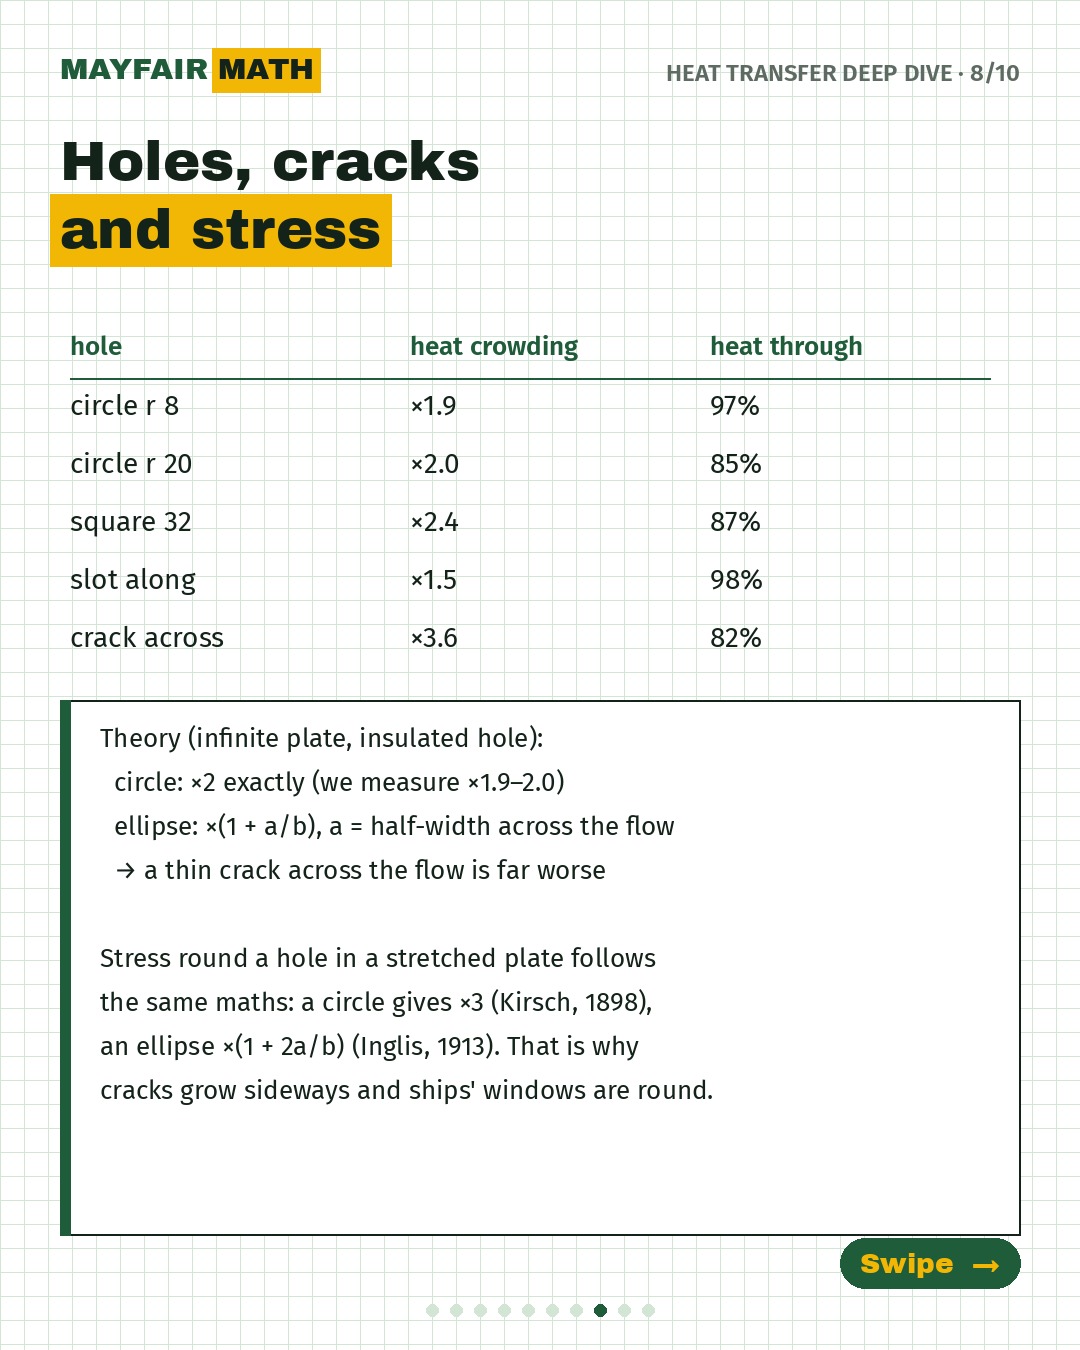 MAYFAIR MATH
HEAT TRANSFER DEEP DIVE · 8/10
Holes, cracks
and stress
hole heat crowding heat through
circle r 8 ×1.9 97%
circle r 20 ×2.0 85%
square 32 ×2.4 87%
slot along ×1.5 98%
crack across ×3.6 82%
Theory (infinite plate, insulated hole):
circle: ×2 exactly (we measure ×1.9–2.0)
ellipse: ×(1 + a/b), a = half-width across the flow
→ a thin crack across the flow is far worse
Stress round a hole in a stretched plate follows
the same maths: a circle gives ×3 (Kirsch, 1898),
an ellipse ×(1 + 2a/b) (Inglis, 1913). That is why
cracks grow sideways and ships' windows are round.
Swipe →